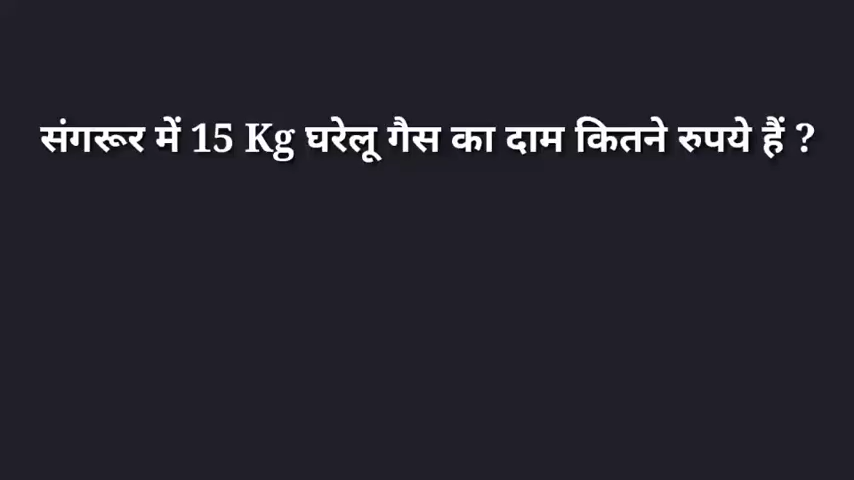 संगरूर में 15 Kg घरेलू गैस का दाम कितने रुपये हैं ?